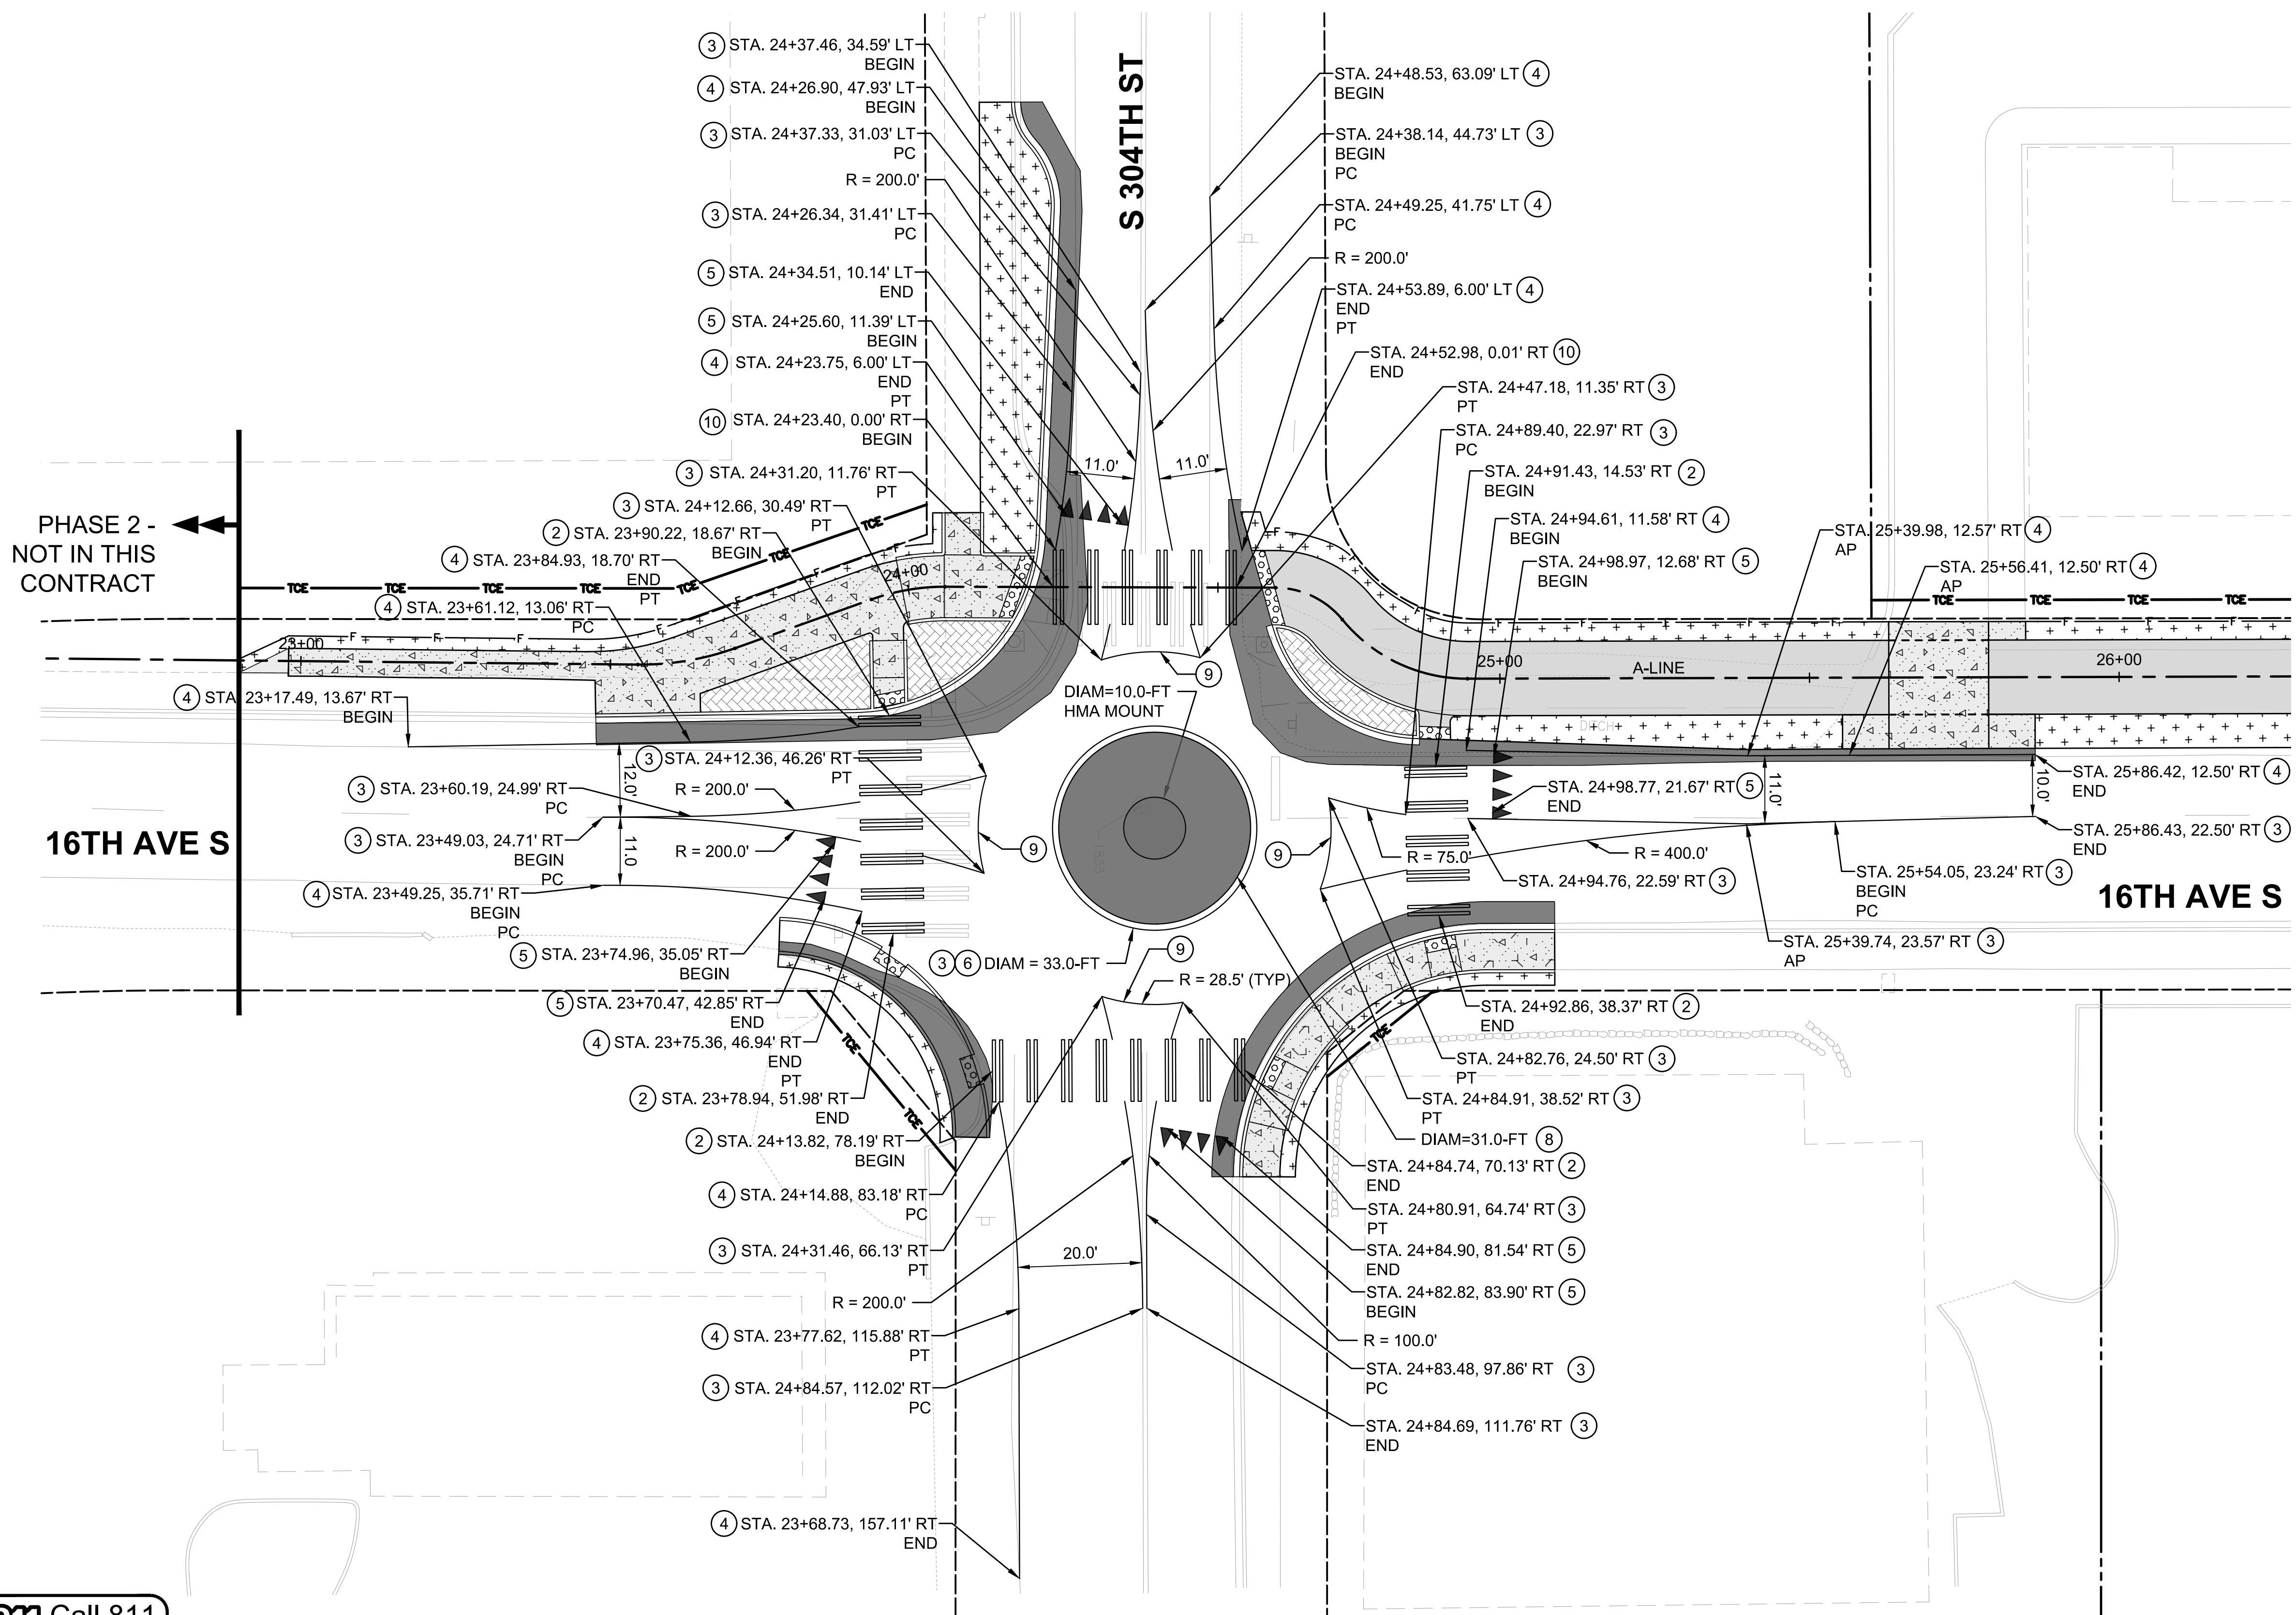 3 STA. 24+37.46, 34.59' LT
BEGIN
4 STA. 24+26.90, 47.93' LT
BEGIN
3 STA. 24+37.33, 31.03' LT
PC
R = 200.0'
3 STA. 24+26.34, 31.41' LT
PC
5 STA. 24+34.51, 10.14' LT
END
5 STA. 24+25.60, 11.39' LT
BEGIN
4 STA. 24+23.75, 6.00' LT
END
PT
10 STA. 24+23.40, 0.00' RT
BEGIN
3 STA. 24+31.20, 11.76' RT
PT
3 STA. 24+12.66, 30.49' RT
PT
2 STA. 23+90.22, 18.67' RT
BEGIN
4 STA. 23+84.93, 18.70' RT
END
PT
4 STA. 23+61.12, 13.06' RT
PC
4 STA. 23+17.49, 13.67' RT
BEGIN
S 304TH ST
STA. 24+48.53, 63.09' LT 4
BEGIN
STA. 24+38.14, 44.73' LT 3
BEGIN
PC
STA. 24+49.25, 41.75' LT 4
PC
R = 200.0'
STA. 24+53.89, 6.00' LT 4
END
PT
STA. 24+52.98, 0.01' RT 10
END
STA. 24+47.18, 11.35' RT 3
PT
STA. 24+89.40, 22.97' RT 3
PC
STA. 24+91.43, 14.53' RT 2
BEGIN
STA. 24+94.61, 11.58' RT 4
BEGIN
STA. 24+98.97, 12.68' RT 5
BEGIN
STA. 25+39.98, 12.57' RT 4
AP
STA. 25+56.41, 12.50' RT 4
AP
11.0'
11.0'
PHASE 2 -
NOT IN THIS
CONTRACT
TCE TCE TCE TCE TCE TCE TCE
TCE TCE TCE TCE
F F F F F F F
F F F F F F F F F
23+00
24+00
25+00
A-LINE
26+00
DITCH
9
DIAM=10.0-FT
HMA MOUNT
3 STA. 24+12.36, 46.26' RT
PT
12.0'
3 STA. 23+60.19, 24.99' RT
PC
R = 200.0'
16TH AVE S
3 STA. 23+49.03, 24.71' RT
BEGIN
PC
11.0
R = 200.0'
9
1833
9
R = 75.0'
R = 400.0'
STA. 24+98.77, 21.67' RT 5
END
11.0'
10.0'
STA. 25+86.42, 12.50' RT 4
END
STA. 25+86.43, 22.50' RT 3
END
STA. 24+94.76, 22.59' RT 3
STA. 25+54.05, 23.24' RT 3
BEGIN
PC
16TH AVE S
STA. 25+39.74, 23.57' RT 3
AP
4 STA. 23+49.25, 35.71' RT
BEGIN
PC
5 STA. 23+74.96, 35.05' RT
BEGIN
3 6 DIAM = 33.0-FT
9
R = 28.5' (TYP)
5 STA. 23+70.47, 42.85' RT
END
4 STA. 23+75.36, 46.94' RT
END
PT
2 STA. 23+78.94, 51.98' RT
END
2 STA. 24+13.82, 78.19' RT
BEGIN
4 STA. 24+14.88, 83.18' RT
PC
3 STA. 24+31.46, 66.13' RT
PT
R = 200.0'
4 STA. 23+77.62, 115.88' RT
PT
3 STA. 24+84.57, 112.02' RT
PC
4 STA. 23+68.73, 157.11' RT
END
TCE
TCE
TCE
20.0'
STA. 24+92.86, 38.37' RT 2
END
STA. 24+82.76, 24.50' RT 3
PT
STA. 24+84.91, 38.52' RT 3
PT
DIAM=31.0-FT 8
STA. 24+84.74, 70.13' RT 2
END
STA. 24+80.91, 64.74' RT 3
PT
STA. 24+84.90, 81.54' RT 5
END
STA. 24+82.82, 83.90' RT 5
BEGIN
R = 100.0'
STA. 24+83.48, 97.86' RT 3
PC
STA. 24+84.69, 111.76' RT 3
END
Call 811